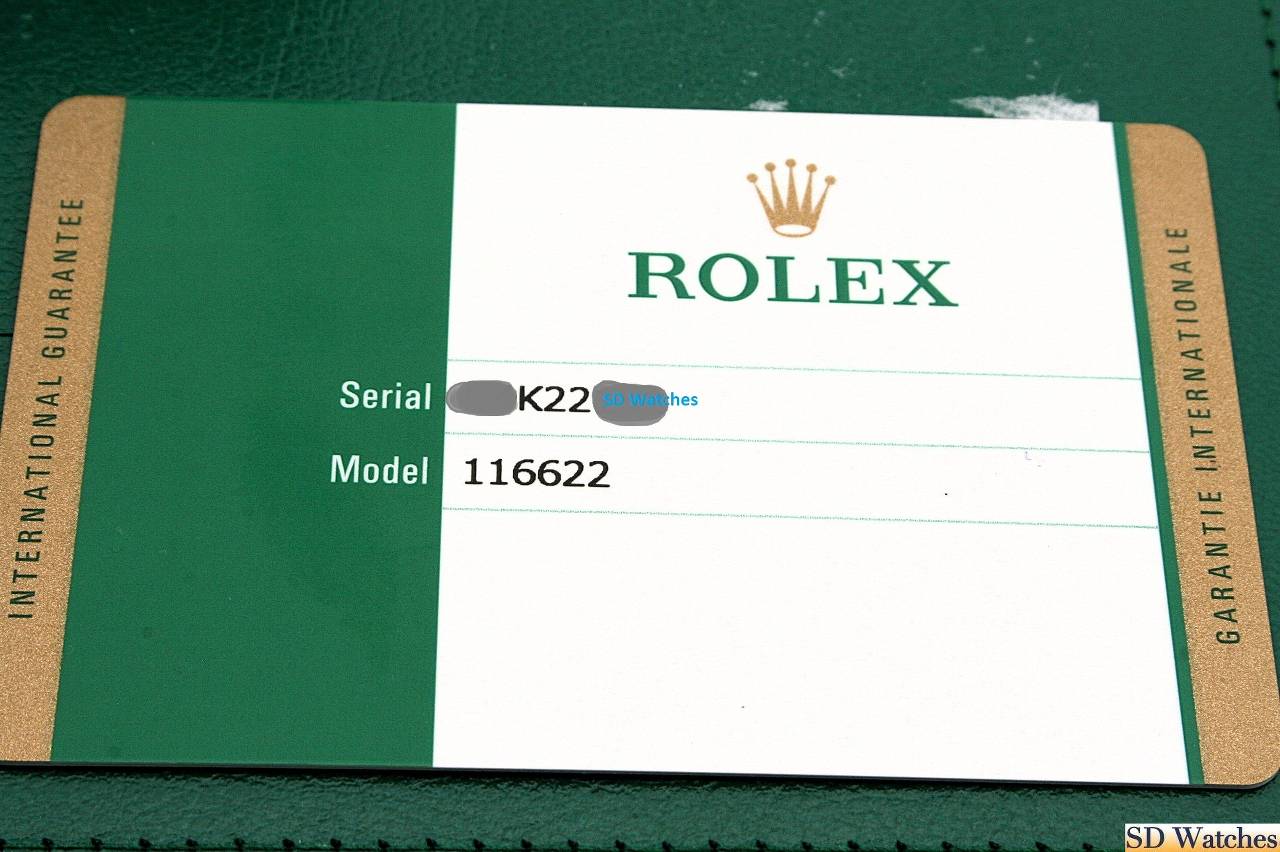 INTERNATIONAL GUARANTEE
ROLEX
Serial K22 SD Watches
Model 116622
GARANTIE INTERNATIONALE
SD Watches